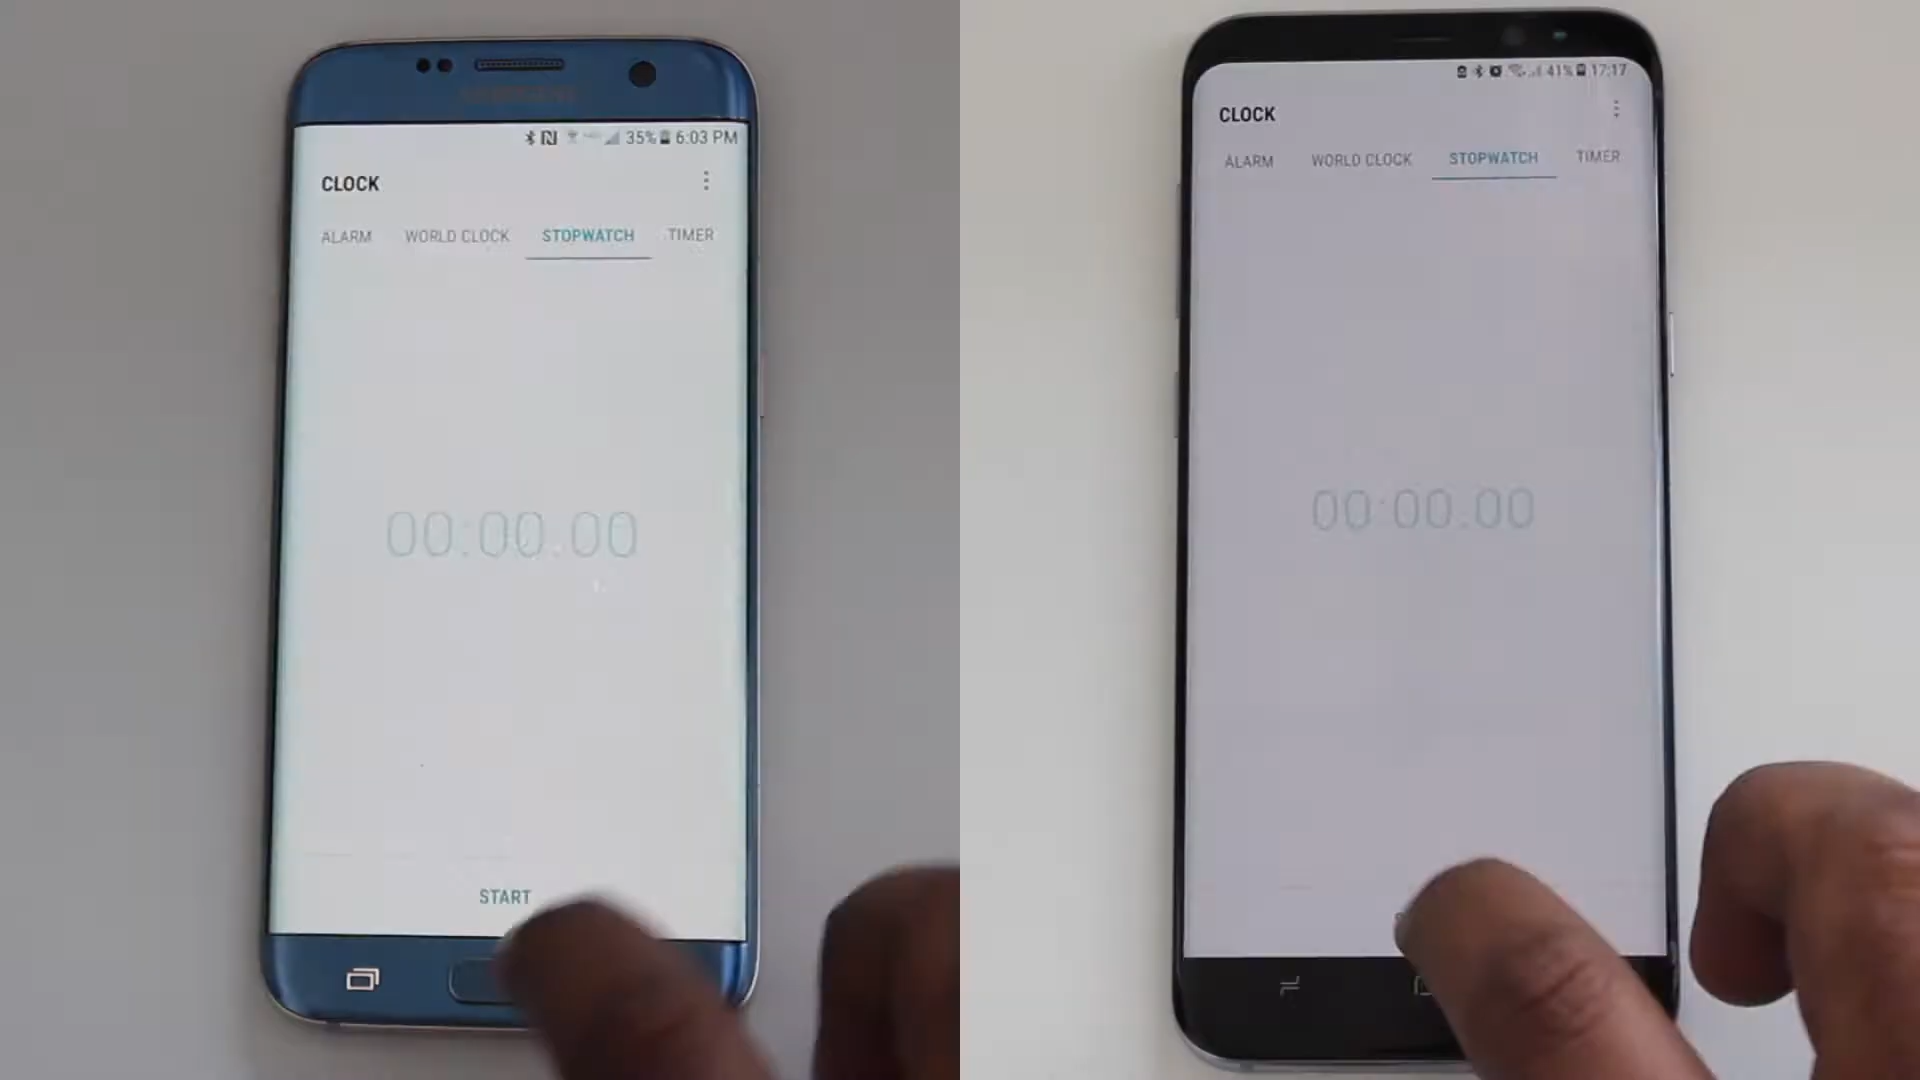 35% 6:03 PM
CLOCK
ALARM WORLD CLOCK STOPWATCH TIMER
00:00.00
START
41% 17:17
CLOCK
ALARM WORLD CLOCK STOPWATCH TIMER
00:00.00